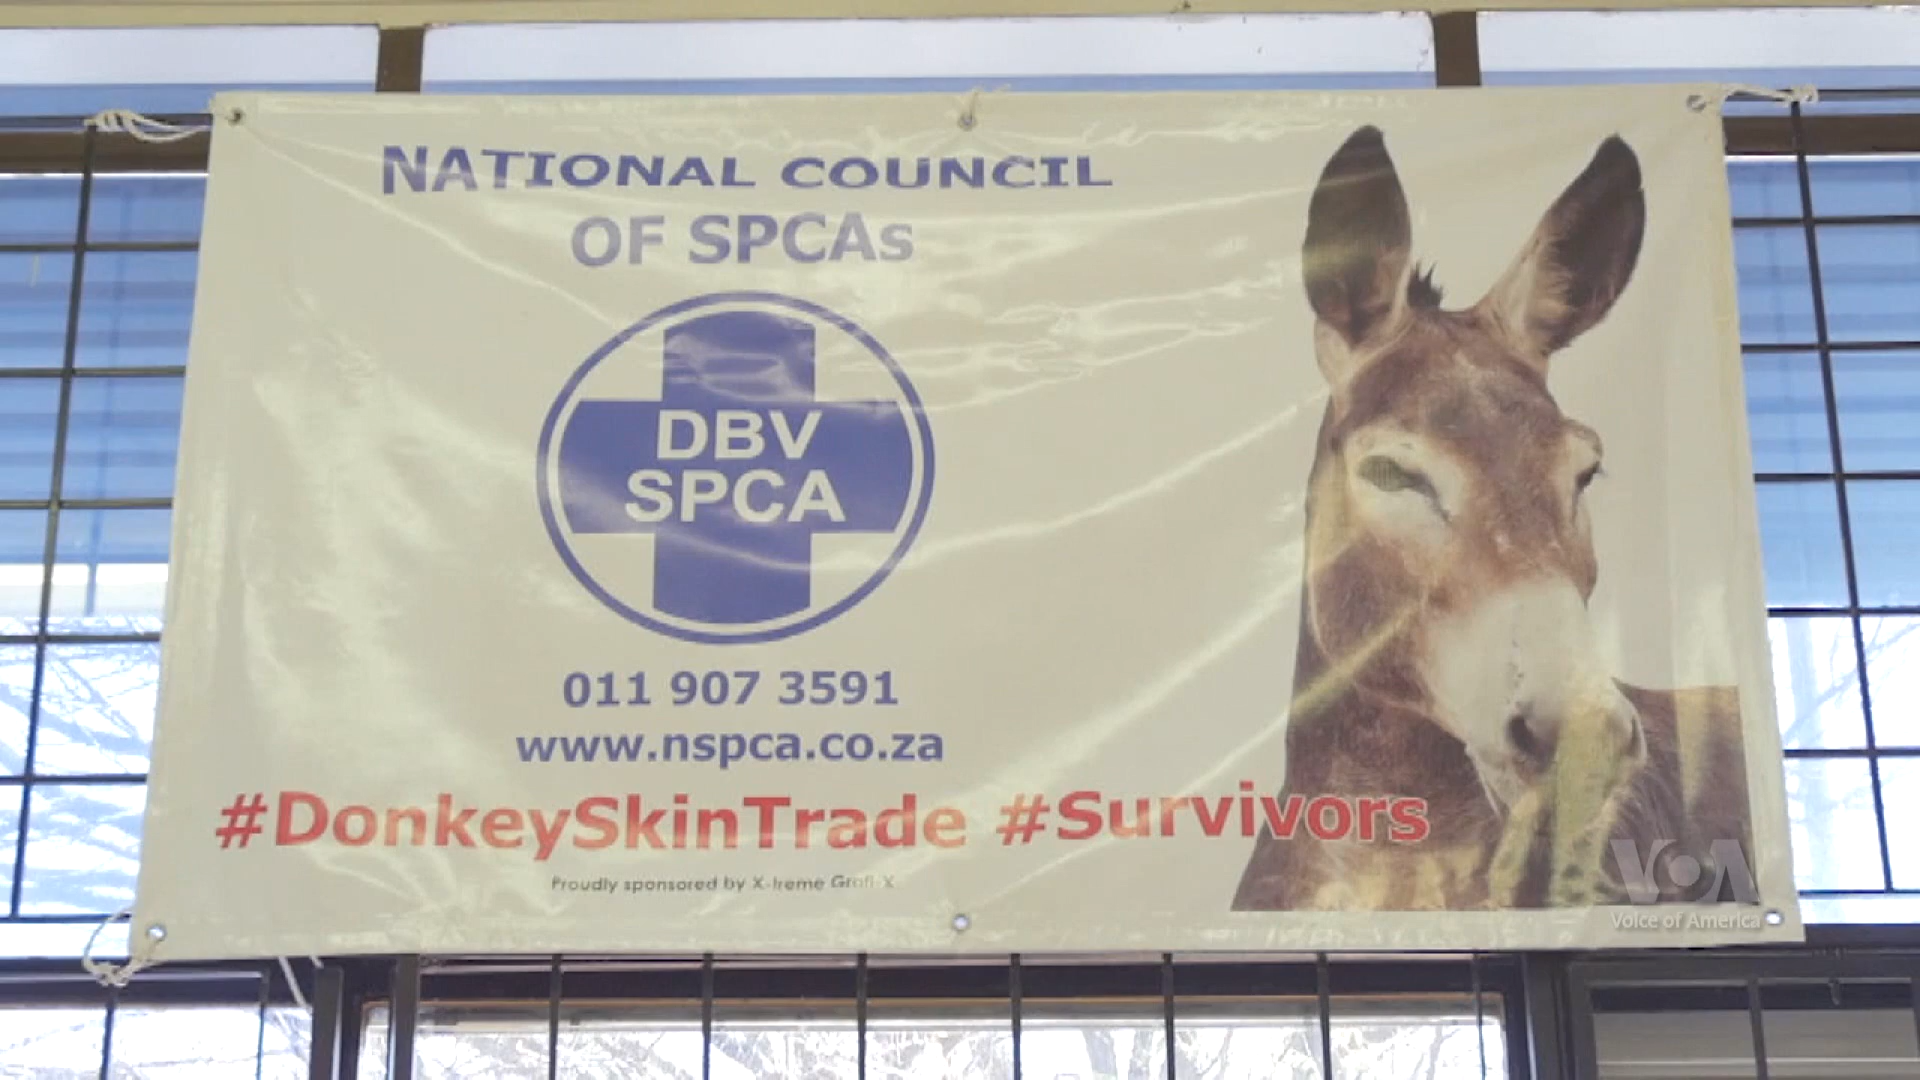 NATIONAL COUNCIL
OF SPCAs
DBV
SPCA
011 907 3591
www.nspca.co.za
#DonkeySkinTrade #Survivors
Proudly sponsored by X-treme Grafi-X
VOA
Voice of America